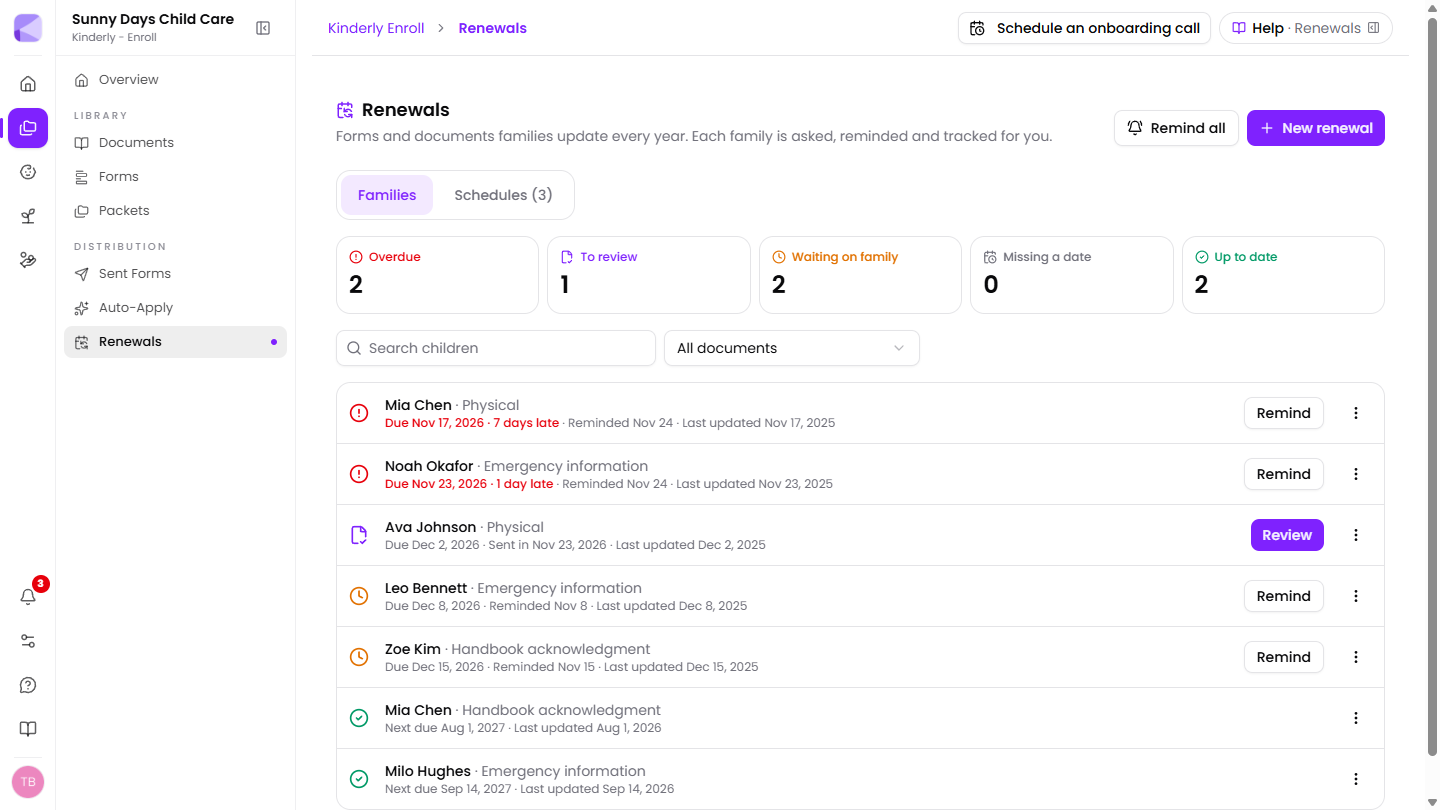 Sunny Days Child Care
Kinderly - Enroll
Overview
LIBRARY
Documents
Forms
Packets
DISTRIBUTION
Sent Forms
Auto-Apply
Renewals
3
TB
Kinderly Enroll
Renewals
Schedule an onboarding call
Help · Renewals
Renewals
Forms and documents families update every year. Each family is asked, reminded and tracked for you.
Remind all
New renewal
Families
Schedules (3)
Overdue
2
To review
1
Waiting on family
2
Missing a date
0
Up to date
2
Search children
All documents
Mia Chen · Physical
Due Nov 17, 2026 · 7 days late · Reminded Nov 24 · Last updated Nov 17, 2025
Remind
Noah Okafor · Emergency information
Due Nov 23, 2026 · 1 day late · Reminded Nov 24 · Last updated Nov 23, 2025
Remind
Ava Johnson · Physical
Due Dec 2, 2026 · Sent in Nov 23, 2026 · Last updated Dec 2, 2025
Review
Leo Bennett · Emergency information
Due Dec 8, 2026 · Reminded Nov 8 · Last updated Dec 8, 2025
Remind
Zoe Kim · Handbook acknowledgment
Due Dec 15, 2026 · Reminded Nov 15 · Last updated Dec 15, 2025
Remind
Mia Chen · Handbook acknowledgment
Next due Aug 1, 2027 · Last updated Aug 1, 2026
Milo Hughes · Emergency information
Next due Sep 14, 2027 · Last updated Sep 14, 2026